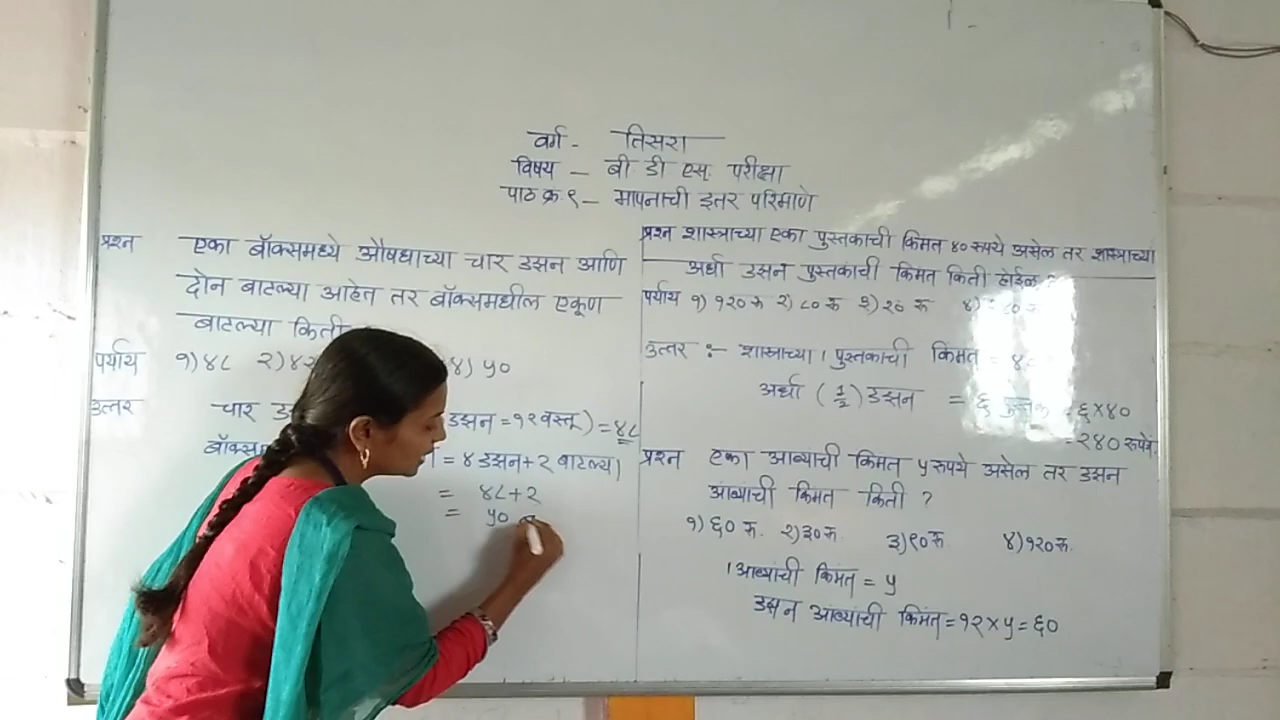 वर्ग - तिसरा
विषय – बी डी एस. परीक्षा
पाठ क्र.९ – मापनाची इतर परिमाणे
प्रश्न एका बॉक्समध्ये औषधाच्या चार डझन आणि
दोन बाटल्या आहेत तर बॉक्समधील एकूण
बाटल्या किती
पर्याय १) ४८ २) ४२ ४) ५०
उत्तर चार डझन = १२ वस्तू) = ४८
= ४ डझन + २ बाटल्या
= ४८+२
= ५०
प्रश्न शास्त्राच्या एका पुस्तकाची किंमत ४० रुपये असेल तर शास्त्राच्या
अर्धा डझन पुस्तकाची किंमत किती होईल ?
पर्याय १) १२० रु २) ८० रु ३) २० रु ४)
उत्तर :- शास्त्राच्या १ पुस्तकाची किंमत =
अर्धा (१/२) डझन = ६ पुस्तक = ६×४०
= २४० रुपये.
प्रश्न एका आंब्याची किंमत ५ रुपये असेल तर डझन
आंब्याची किंमत किती ?
१) ६० रु. २) ३० रु. ३) ९० रु. ४) १२० रु.
१ आंब्याची किंमत = ५
डझन आंब्याची किंमत = १२ × ५ = ६०